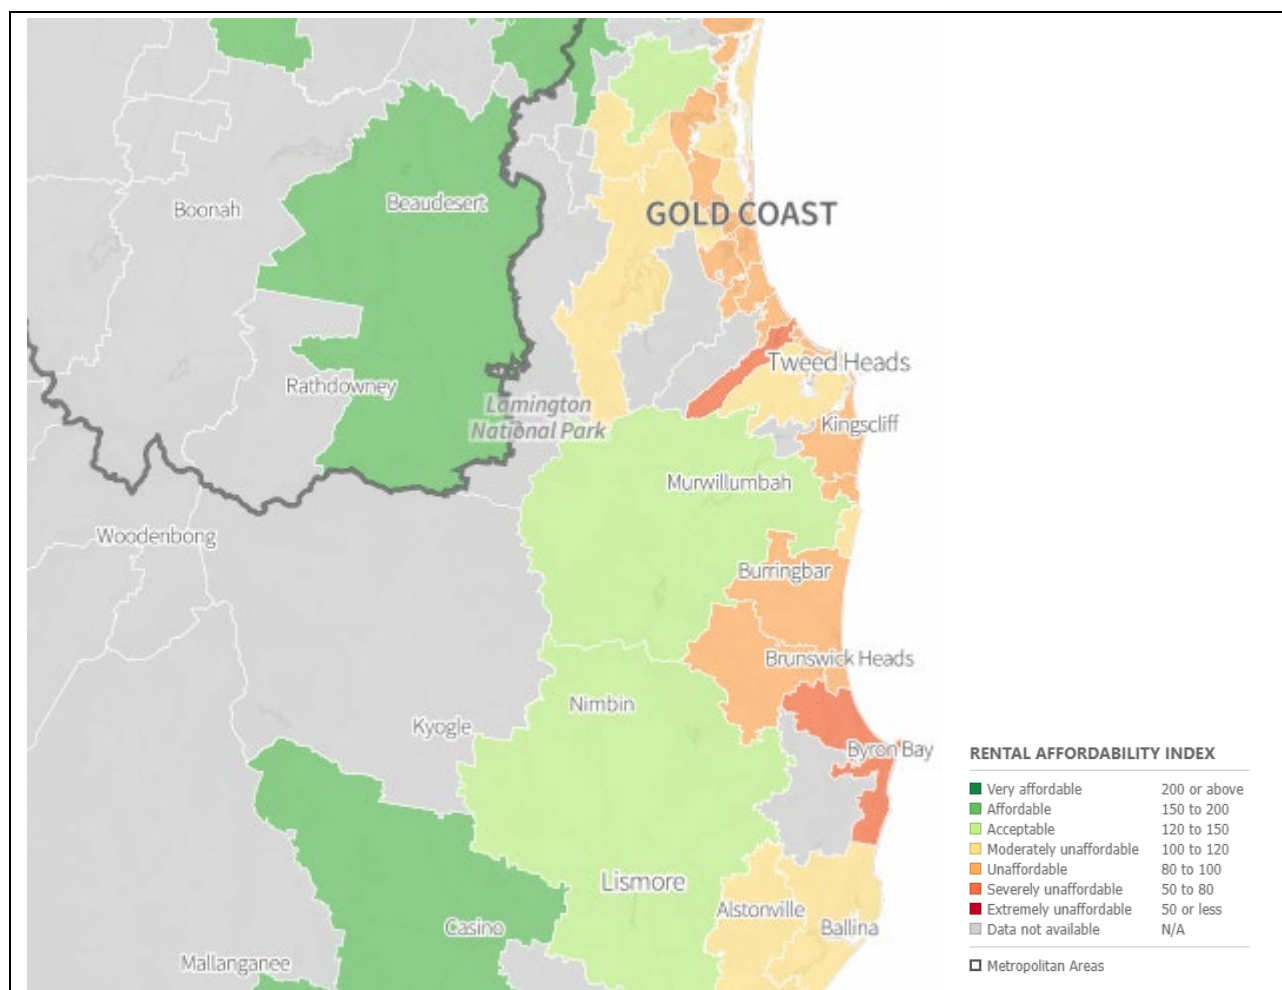 Boonah
Beaudesert
GOLD COAST
Tweed Heads
Rathdowney
Lamington
National Park
Kingscliff
Murwillumbah
Woodenbong
Burringbar
Brunswick Heads
Nimbin
Kyogle
Byron Bay
Lismore
Alstonville
Casino
Ballina
Mallanganee
RENTAL AFFORDABILITY INDEX
Very affordable 200 or above
Affordable 150 to 200
Acceptable 120 to 150
Moderately unaffordable 100 to 120
Unaffordable 80 to 100
Severely unaffordable 50 to 80
Extremely unaffordable 50 or less
Data not available N/A
Metropolitan Areas